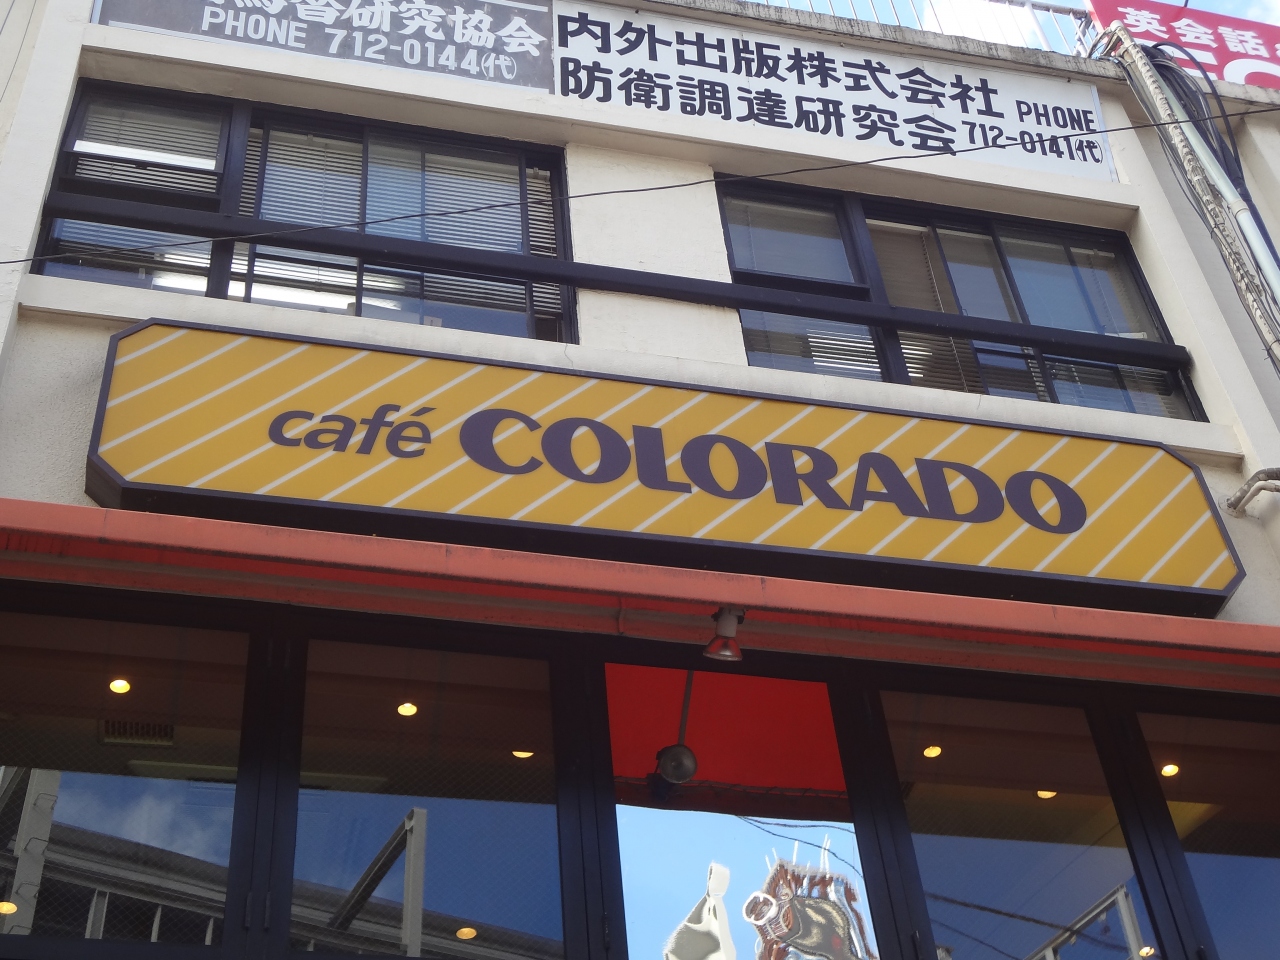 音研究協会
PHONE 712-0144(代)
内外出版株式会社
防衛調達研究会
PHONE
712-0141(代)
英会話
café COLORADO